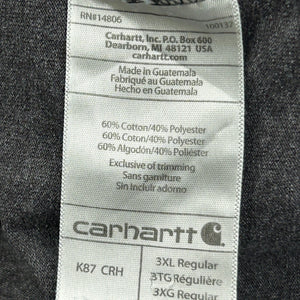 RN#14806
100132
Carhartt, Inc. P.O. Box 600
Dearborn, MI 48121 USA
carhartt.com
Made in Guatemala
Fabriqué au Guatemala
Hecho en Guatemala
60% Cotton/40% Polyester
60% Coton/40% Polyester
60% Algodón/40% Poliéster
Exclusive of trimming
Sans garniture
Sin incluir adorno
carhartt
K87 CRH
3XL Regular
3TG Régulière
3XG Regular